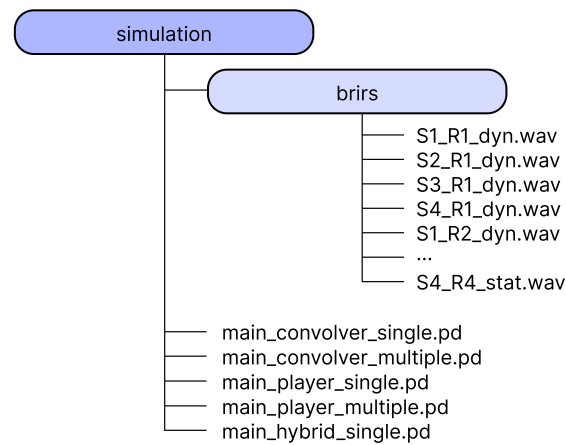 simulation
brirs
S1_R1_dyn.wav
S2_R1_dyn.wav
S3_R1_dyn.wav
S4_R1_dyn.wav
S1_R2_dyn.wav
...
S4_R4_stat.wav
main_convolver_single.pd
main_convolver_multiple.pd
main_player_single.pd
main_player_multiple.pd
main_hybrid_single.pd